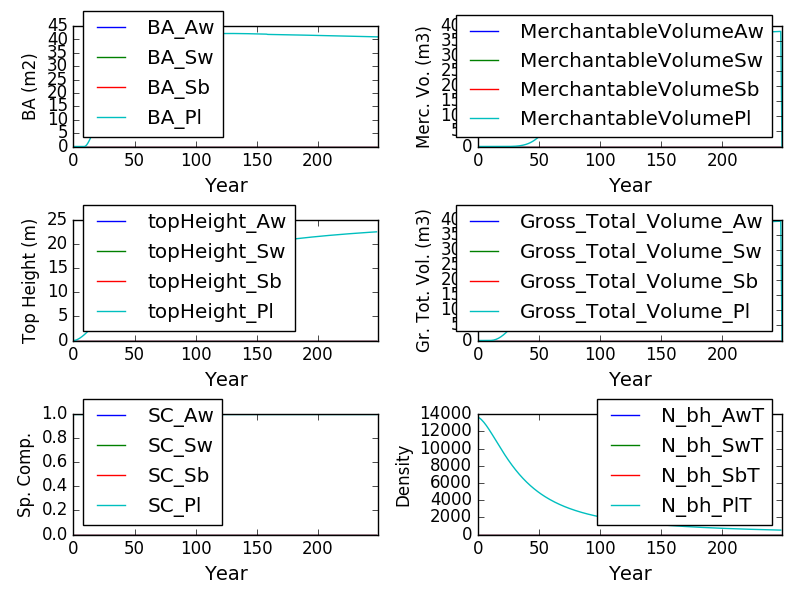 BA (m2)
45
40
35
30
25
20
15
10
5
0
BA_Aw
BA_Sw
BA_Sb
BA_Pl
0 50 100 150 200
Year
Merc. Vo. (m3)
0
MerchantableVolumeAw
MerchantableVolumeSw
MerchantableVolumeSb
MerchantableVolumePl
0 50 100 150 200
Year
Top Height (m)
25
20
15
10
5
0
topHeight_Aw
topHeight_Sw
topHeight_Sb
topHeight_Pl
0 50 100 150 200
Year
Gr. Tot. Vol. (m3)
0
Gross_Total_Volume_Aw
Gross_Total_Volume_Sw
Gross_Total_Volume_Sb
Gross_Total_Volume_Pl
0 50 100 150 200
Year
Sp. Comp.
1.0
0.8
0.6
0.4
0.2
0.0
SC_Aw
SC_Sw
SC_Sb
SC_Pl
0 50 100 150 200
Year
Density
14000
12000
10000
8000
6000
4000
2000
0
N_bh_AwT
N_bh_SwT
N_bh_SbT
N_bh_PlT
0 50 100 150 200
Year